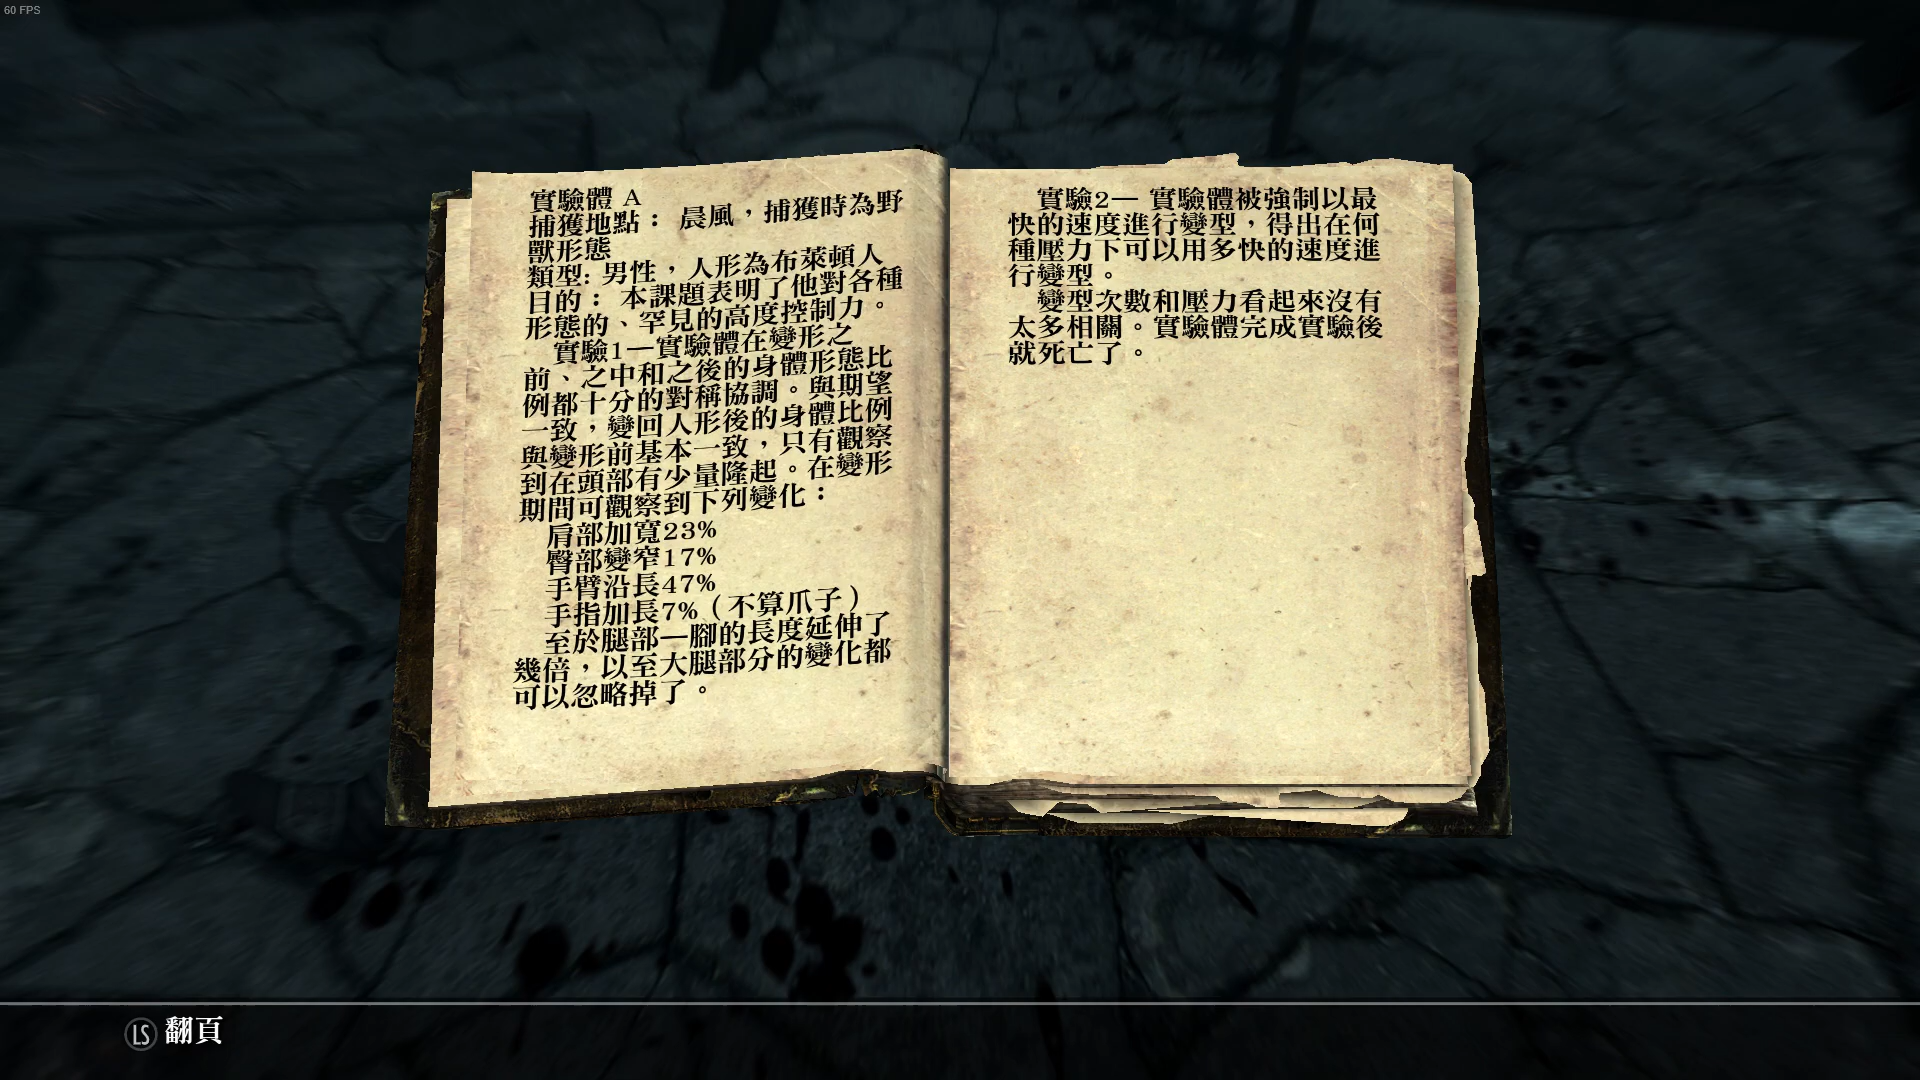 60 FPS
實驗體 A
捕獲地點： 晨風，捕獲時為野
獸形態
類型: 男性，人形為布萊頓人
目的： 本課題表明了他對各種
形態的、罕見的高度控制力。
實驗1—實驗體在變形之
前、之中和之後的身體形態比
例都十分的對稱協調。與期望
一致，變回人形後的身體比例
與變形前基本一致，只有觀察
到在頭部有少量隆起。在變形
期間可觀察到下列變化：
肩部加寬23%
臀部變窄17%
手臂沿長47%
手指加長7%（不算爪子）
至於腿部—腳的長度延伸了
幾倍，以至大腿部分的變化都
可以忽略掉了。
實驗2— 實驗體被強制以最
快的速度進行變型，得出在何
種壓力下可以用多快的速度進
行變型。
變型次數和壓力看起來沒有
太多相關。實驗體完成實驗後
就死亡了。
LS 翻頁